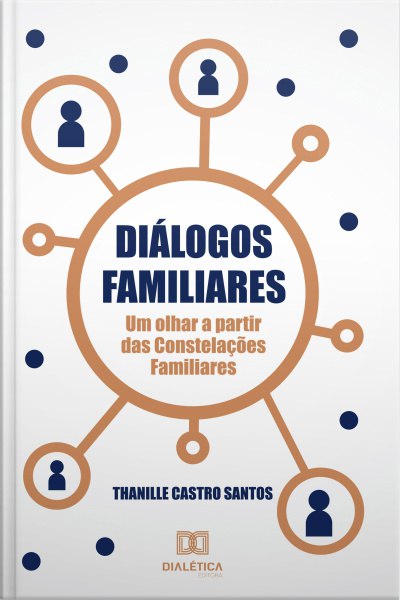 DIÁLOGOS
FAMILIARES
Um olhar a partir
das Constelações
Familiares
THANILLE CASTRO SANTOS
DIALÉTICA
EDITORA